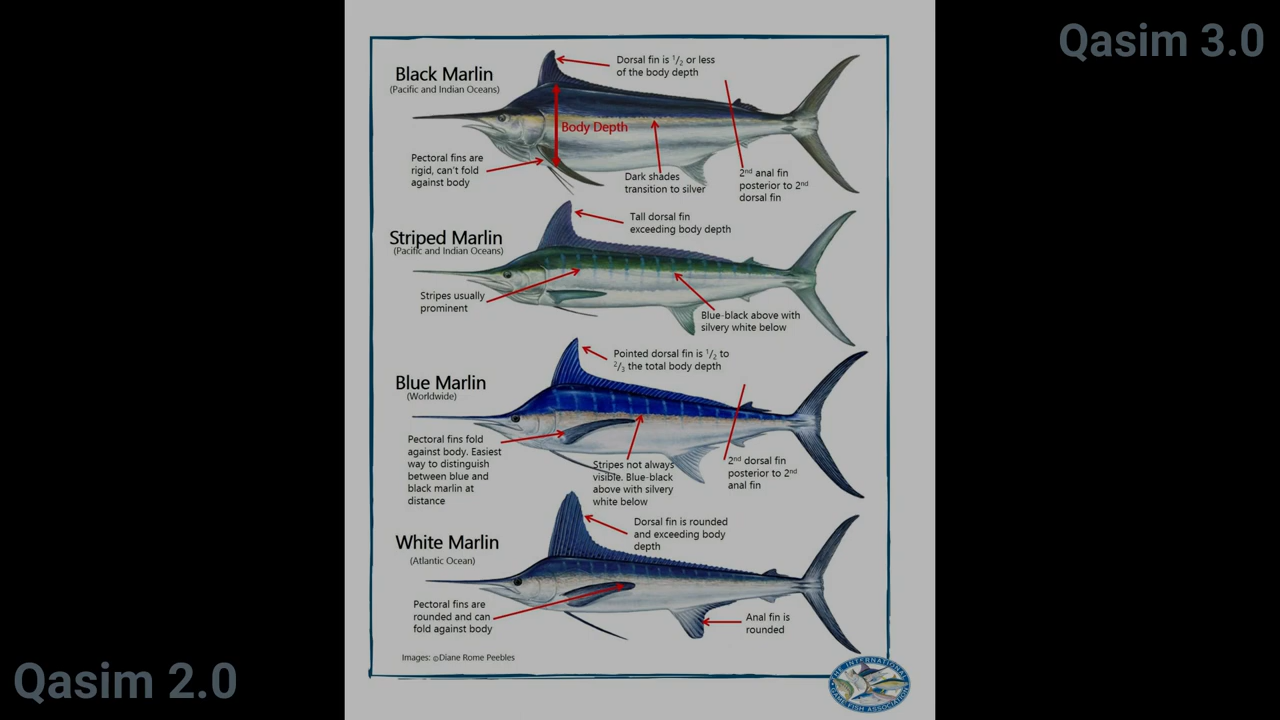 Qasim 3.0
Black Marlin
(Pacific and Indian Oceans)
Dorsal fin is 1/2 or less
of the body depth
Body Depth
Pectoral fins are
rigid, can't fold
against body
Dark shades
transition to silver
2nd anal fin
posterior to 2nd
dorsal fin
Striped Marlin
(Pacific and Indian Oceans)
Tall dorsal fin
exceeding body depth
Stripes usually
prominent
Blue-black above with
silvery white below
Blue Marlin
(Worldwide)
Pointed dorsal fin is 1/2 to
2/3 the total body depth
Pectoral fins fold
against body. Easiest
way to distinguish
between blue and
black marlin at
distance
Stripes not always
visible. Blue-black
above with silvery
white below
2nd dorsal fin
posterior to 2nd
anal fin
White Marlin
(Atlantic Ocean)
Dorsal fin is rounded
and exceeding body
depth
Pectoral fins are
rounded and can
fold against body
Anal fin is
rounded
Images: ©Diane Rome Peebles
THE INTERNATIONAL
GAME FISH ASSOCIATION
Qasim 2.0